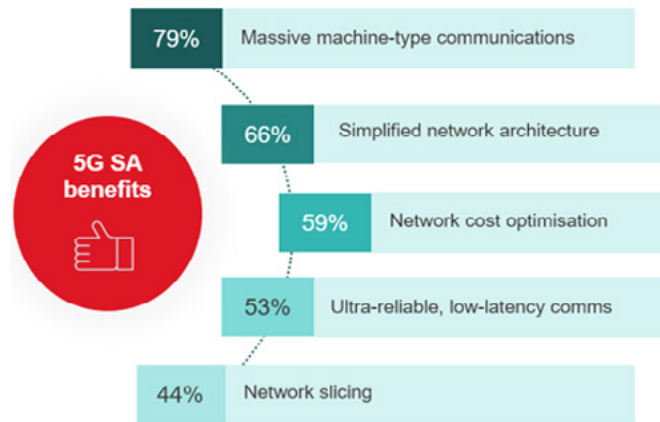 79% Massive machine-type communications
66% Simplified network architecture
5G SA
benefits
59% Network cost optimisation
53% Ultra-reliable, low-latency comms
44% Network slicing